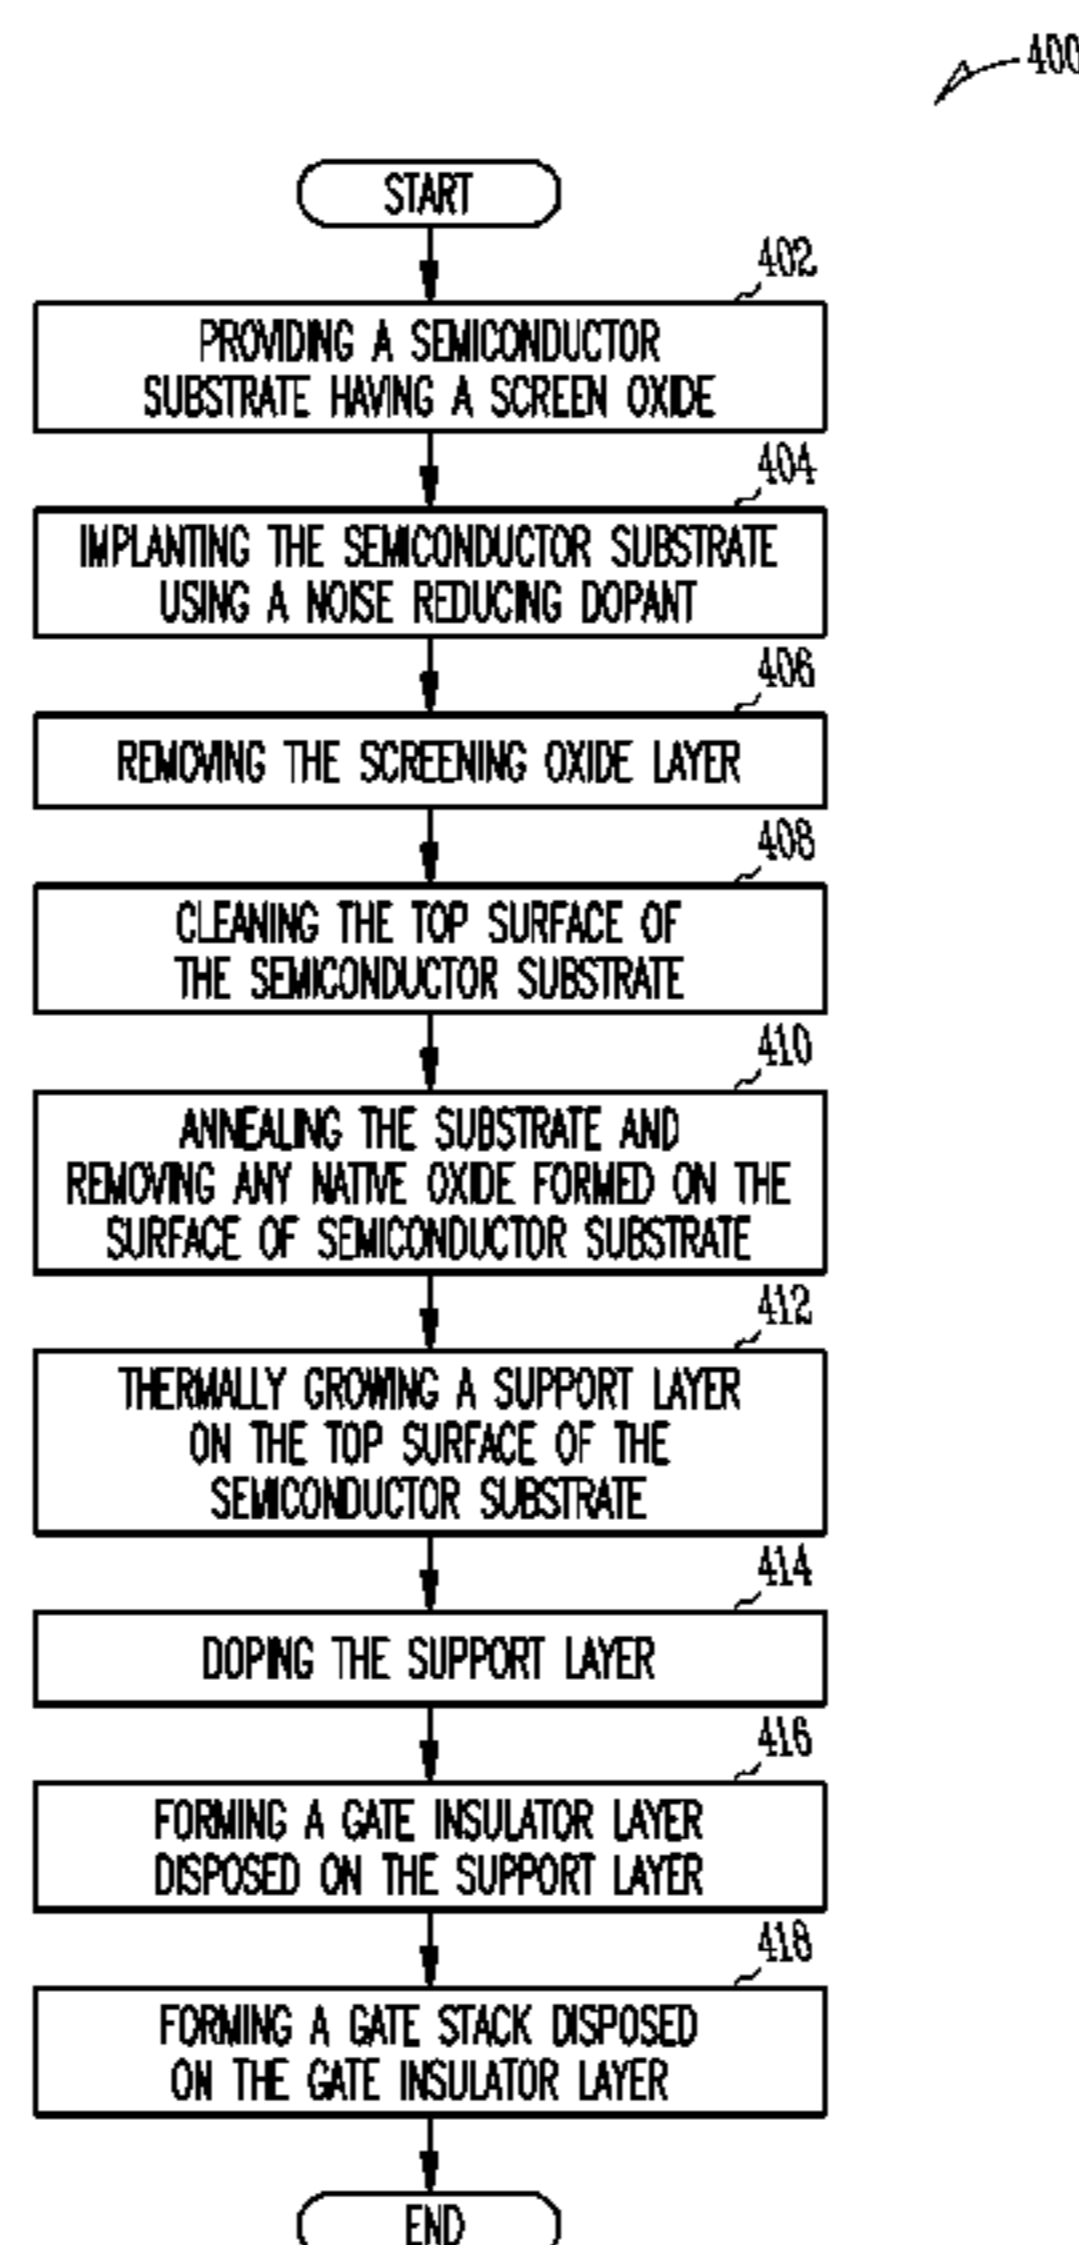 400
START
402
PROVIDING A SEMICONDUCTOR
SUBSTRATE HAVING A SCREEN OXIDE
404
IMPLANTING THE SEMICONDUCTOR SUBSTRATE
USING A NOISE REDUCING DOPANT
406
REMOVING THE SCREENING OXIDE LAYER
408
CLEANING THE TOP SURFACE OF
THE SEMICONDUCTOR SUBSTRATE
410
ANNEALING THE SUBSTRATE AND
REMOVING ANY NATIVE OXIDE FORMED ON THE
SURFACE OF SEMICONDUCTOR SUBSTRATE
412
THERMALLY GROWING A SUPPORT LAYER
ON THE TOP SURFACE OF THE
SEMICONDUCTOR SUBSTRATE
414
DOPING THE SUPPORT LAYER
416
FORMING A GATE INSULATOR LAYER
DISPOSED ON THE SUPPORT LAYER
418
FORMING A GATE STACK DISPOSED
ON THE GATE INSULATOR LAYER
END